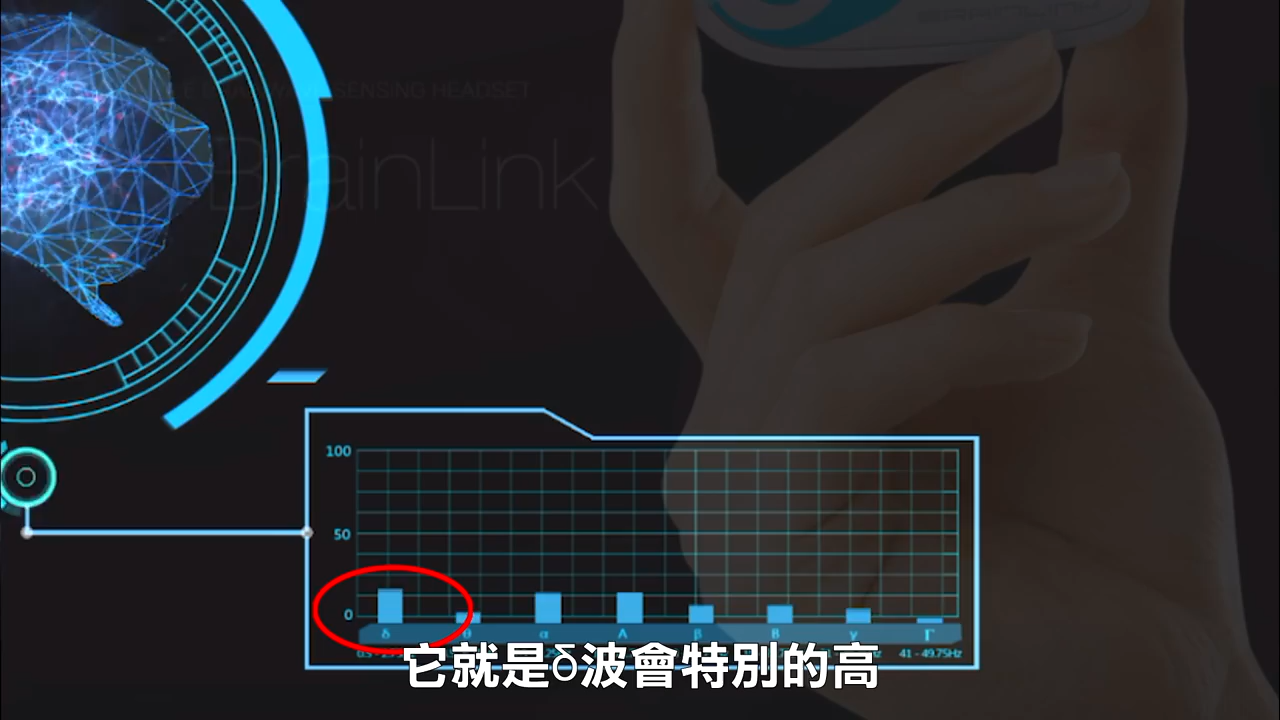 SENSING HEADSET
BrainLink
100
50
0
δ θ α Λ β β γ Γ
41 - 49.75Hz
它就是δ波會特別的高